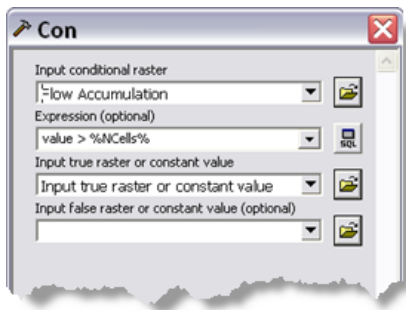 Con
Input conditional raster
Flow Accumulation
Expression (optional)
value > %NCells%
SQL
Input true raster or constant value
Input true raster or constant value
Input false raster or constant value (optional)